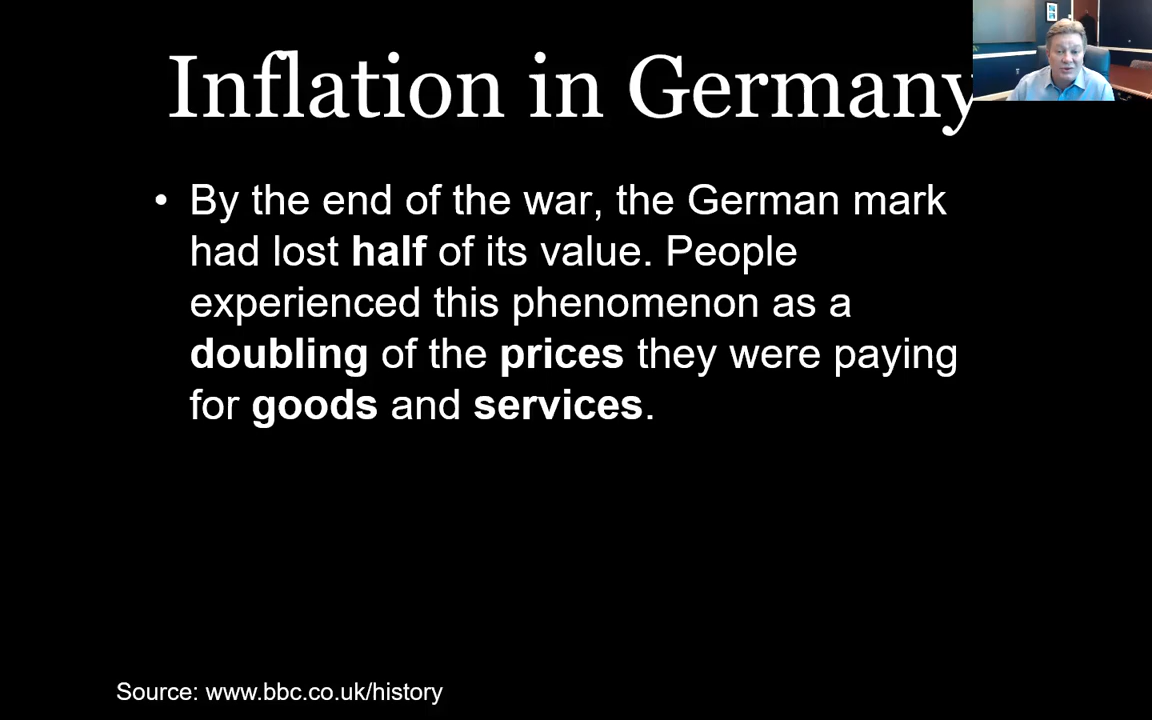 Inflation in Germany
• By the end of the war, the German mark
had lost half of its value. People
experienced this phenomenon as a
doubling of the prices they were paying
for goods and services.
Source: www.bbc.co.uk/history